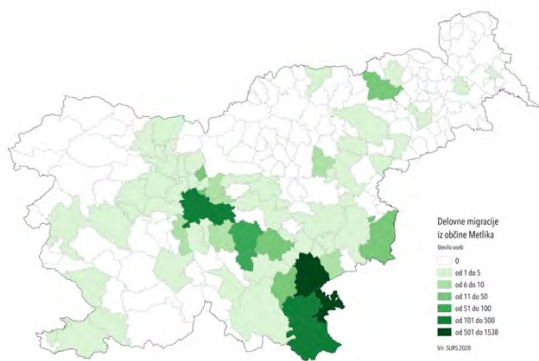 Delovne migracije
iz občine Metlika
število oseb
0
od 1 do 5
od 6 do 10
od 11 do 50
od 51 do 100
od 101 do 500
od 501 do 1538
Vir: SURS 2020